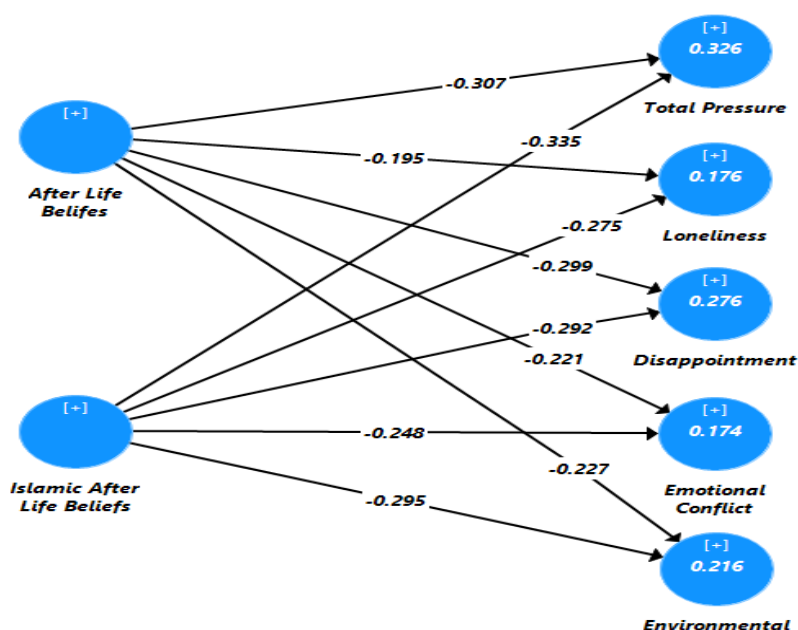 [+]
0.326
Total Pressure
-0.307
[+]
After Life
Belifes
-0.335
-0.195
[+]
0.176
Loneliness
-0.275
-0.299
[+]
0.276
Disappointment
-0.292
-0.221
[+]
Islamic After
Life Beliefs
-0.248
[+]
0.174
Emotional
Conflict
-0.227
-0.295
[+]
0.216
Environmental